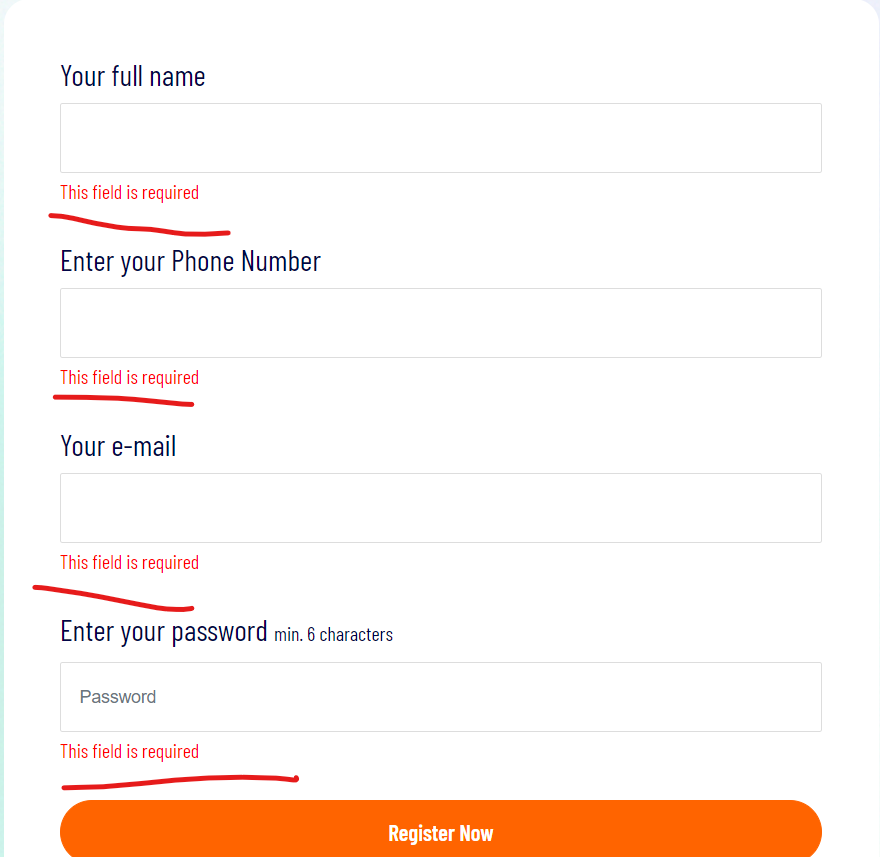 Your full name
This field is required
Enter your Phone Number
This field is required
Your e-mail
This field is required
Enter your password min. 6 characters
Password
This field is required
Register Now